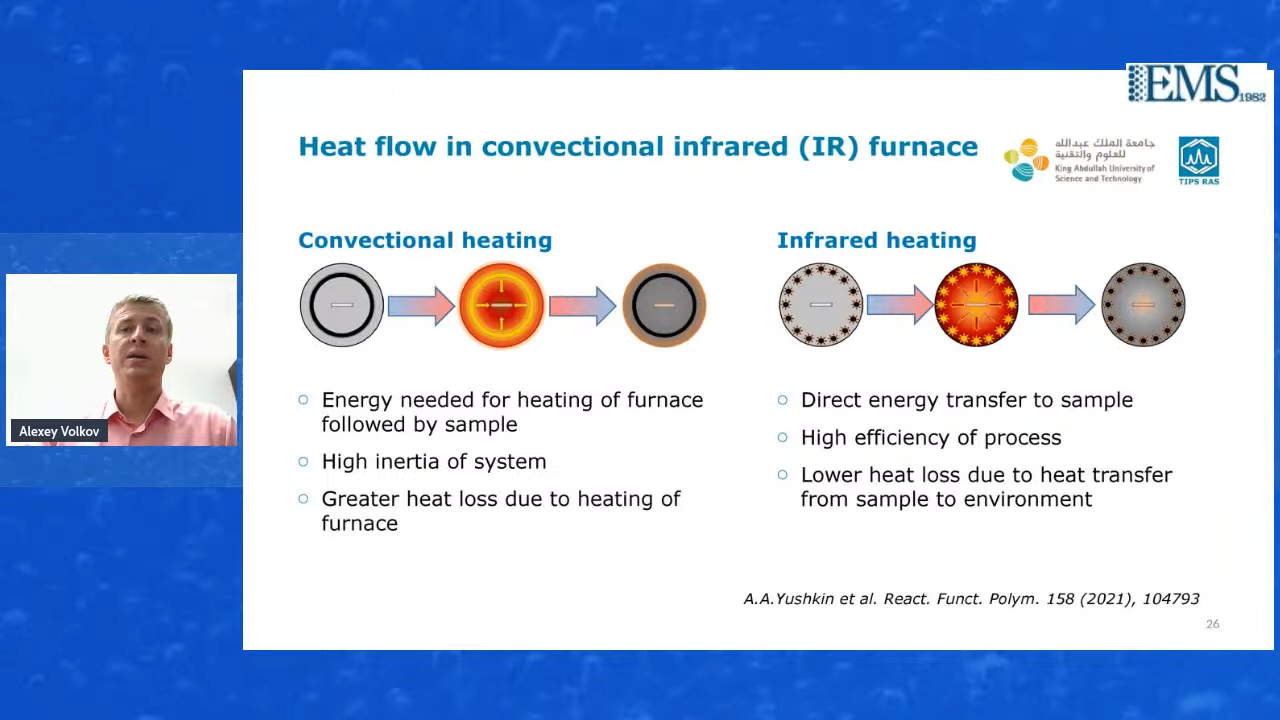 EMS 1982
Heat flow in convectional infrared (IR) furnace
جامعة الملك عبدالله
للعلوم والتقنية
King Abdullah University of
Science and Technology
TIPS RAS
Convectional heating
Infrared heating
Energy needed for heating of furnace
followed by sample
High inertia of system
Greater heat loss due to heating of
furnace
Direct energy transfer to sample
High efficiency of process
Lower heat loss due to heat transfer
from sample to environment
Alexey Volkov
A.A.Yushkin et al. React. Funct. Polym. 158 (2021), 104793
26